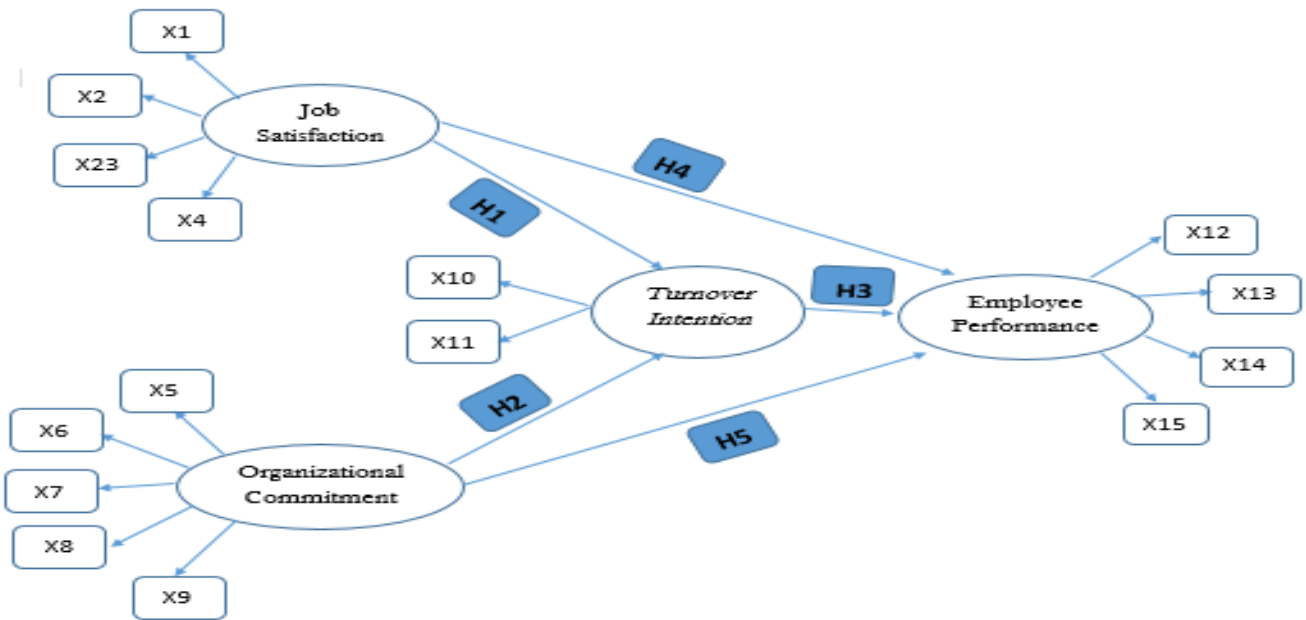 X1
X2
Job
Satisfaction
X23
X4
H4
H1
X12
X10
Turnover
Intention
H3
Employee
Performance
X13
X11
X14
X5
H2
X15
X6
H5
Organizational
Commitment
X7
X8
X9